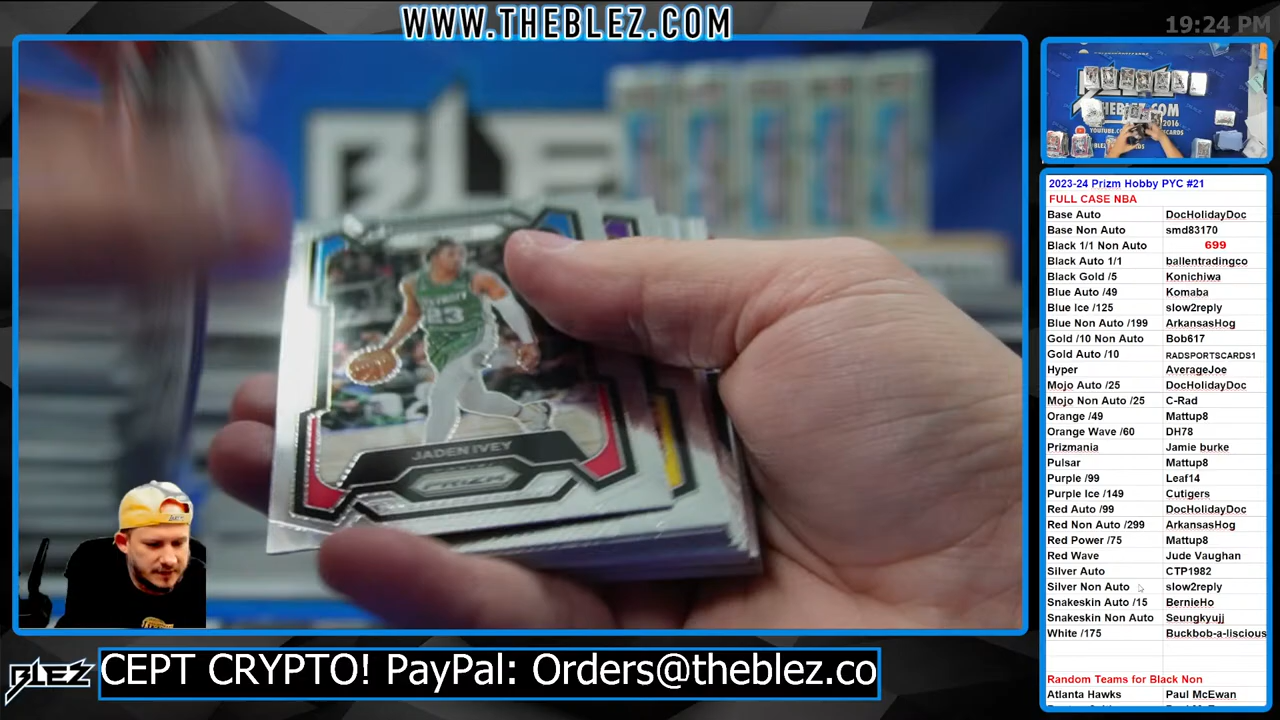 WWW.THEBLEZ.COM
19:24 PM
THEBLEZ.COM
2016
2023-24 Prizm Hobby PYC #21
FULL CASE NBA
Base Auto DocHolidayDoc
Base Non Auto smd83170
Black 1/1 Non Auto 699
Black Auto 1/1 ballentradingco
Black Gold /5 Konichiwa
Blue Auto /49 Komaba
Blue Ice /125 slow2reply
Blue Non Auto /199 ArkansasHog
Gold /10 Non Auto Bob617
Gold Auto /10 RADSPORTSCARDS1
Hyper AverageJoe
Mojo Auto /25 DocHolidayDoc
Mojo Non Auto /25 C-Rad
Orange /49 Mattup8
Orange Wave /60 DH78
Prizmania Jamie burke
Pulsar Mattup8
Purple /99 Leaf14
Purple Ice /149 Cutigers
Red Auto /99 DocHolidayDoc
Red Non Auto /299 ArkansasHog
Red Power /75 Mattup8
Red Wave Jude Vaughan
Silver Auto CTP1982
Silver Non Auto slow2reply
Snakeskin Auto /15 BernieHo
Snakeskin Non Auto Seungkyujj
White /175 Buckbob-a-liscious
Random Teams for Black Non
Atlanta Hawks Paul McEwan
DETROIT
23
JADEN IVEY
PRIZM
BLEZ
CEPT CRYPTO! PayPal: Orders@theblez.co